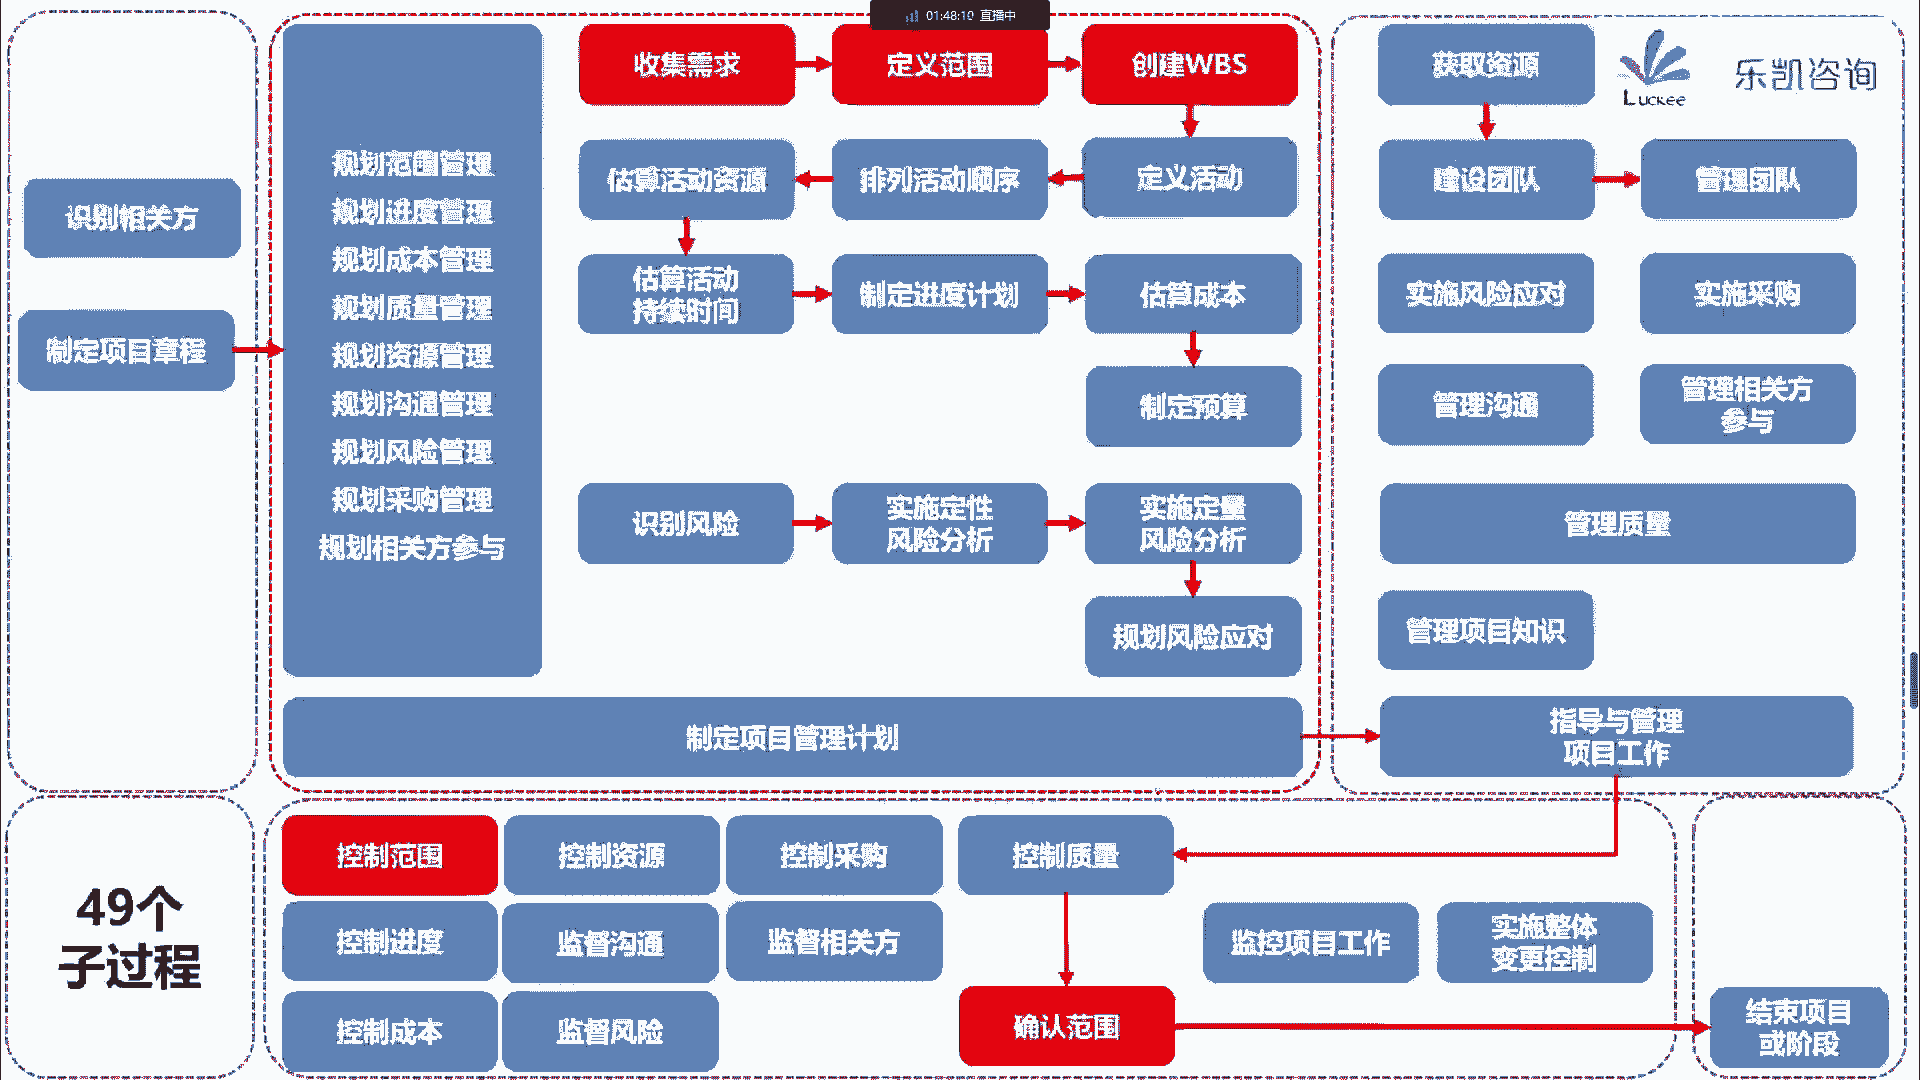 01:48:10 直播中
识别相关方
制定项目章程
规划范围管理
规划进度管理
规划成本管理
规划质量管理
规划资源管理
规划沟通管理
规划风险管理
规划采购管理
规划相关方参与
收集需求
定义范围
创建WBS
估算活动资源
排列活动顺序
定义活动
估算活动
持续时间
制定进度计划
估算成本
制定预算
识别风险
实施定性
风险分析
实施定量
风险分析
规划风险应对
制定项目管理计划
获取资源
Luckee
乐凯咨询
建设团队
管理团队
实施风险应对
实施采购
管理沟通
管理相关方
参与
管理质量
管理项目知识
指导与管理
项目工作
49个
子过程
控制范围
控制资源
控制采购
控制质量
控制进度
监督沟通
监督相关方
监控项目工作
实施整体
变更控制
控制成本
监督风险
确认范围
结束项目
或阶段